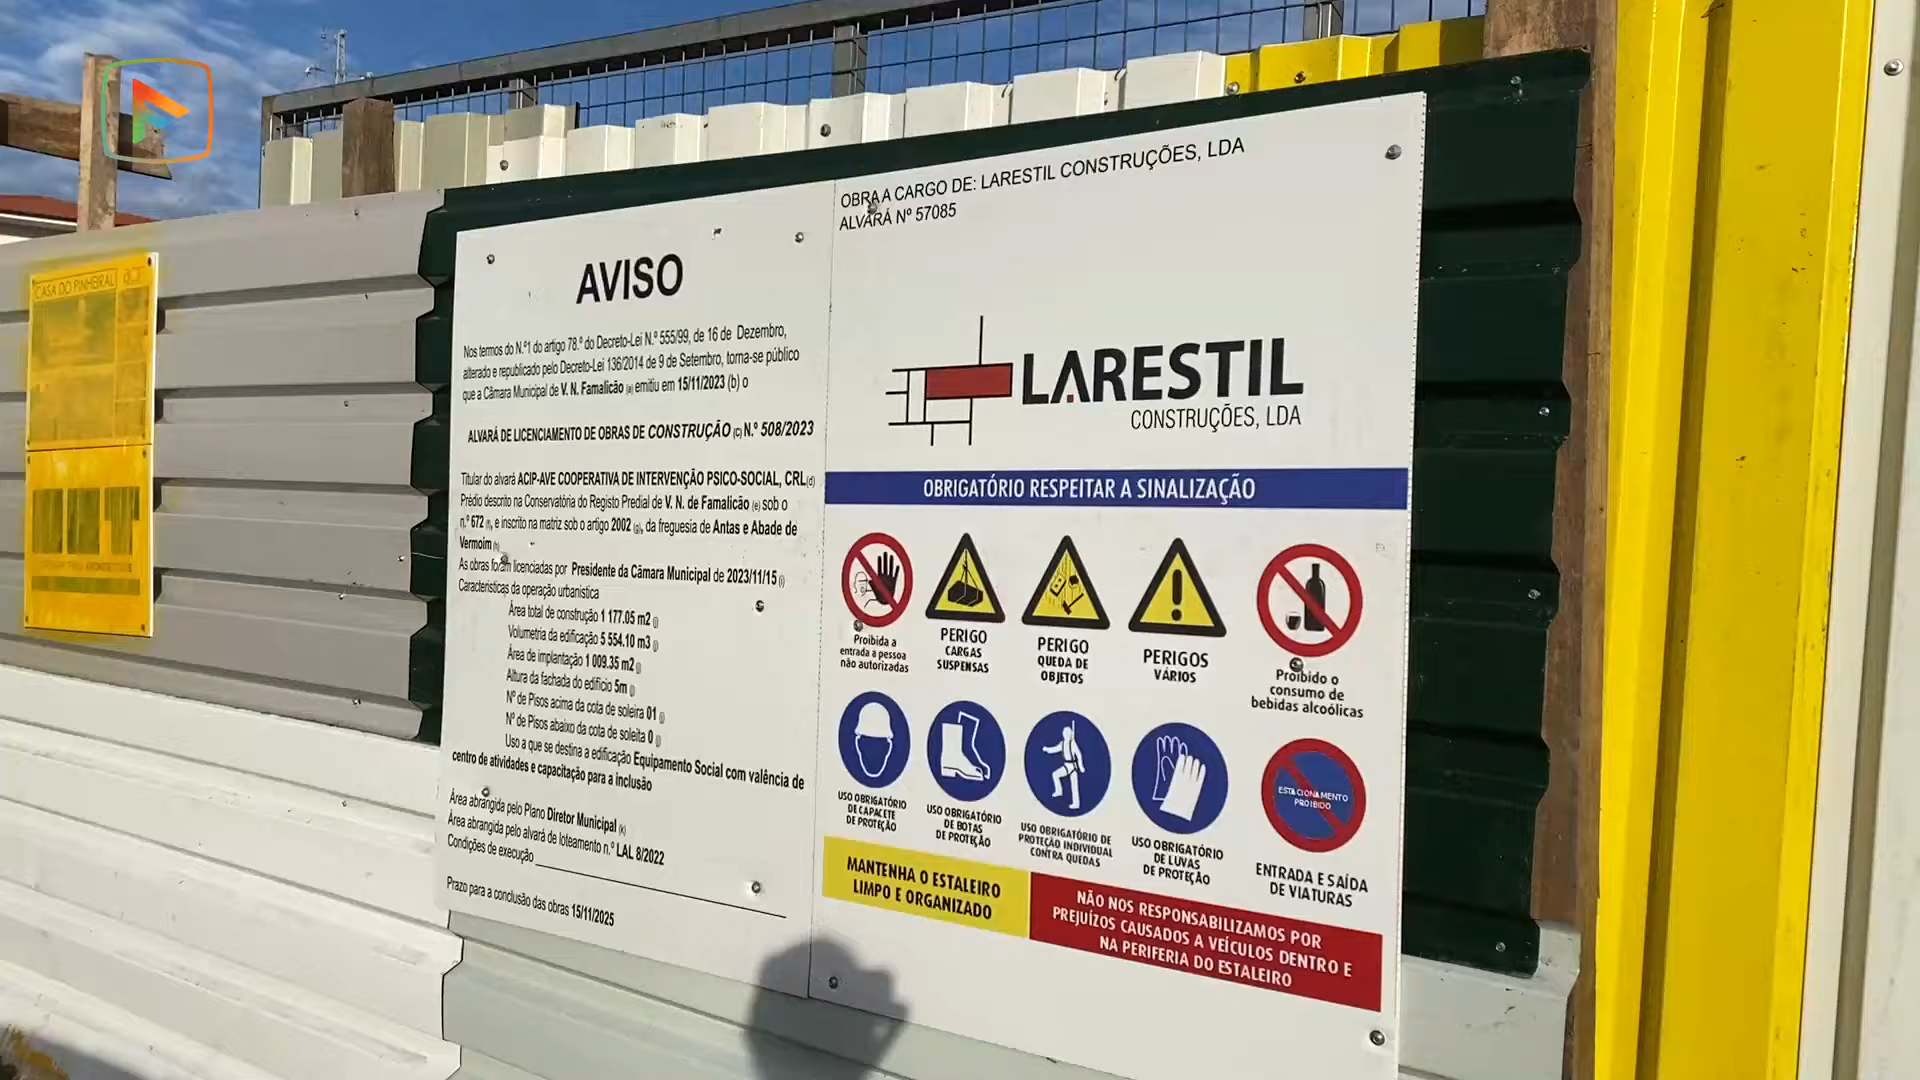 CASA DO PINHEIRAL
AVISO
Nos termos do N.º1 do artigo 78.º do Decreto-Lei N.º 555/99, de 16 de Dezembro,
alterado e republicado pelo Decreto-Lei 136/2014 de 9 de Setembro, torna-se público
que a Câmara Municipal de V. N. Famalicão (a) emitiu em 15/11/2023 (b) o
ALVARÁ DE LICENCIAMENTO DE OBRAS DE CONSTRUÇÃO (C) N.º 508/2023
Titular do alvará ACIP-AVE COOPERATIVA DE INTERVENÇÃO PSICO-SOCIAL, CRL (d)
Prédio descrito na Conservatória do Registo Predial de V. N. de Famalicão (e) sob o
n.º 672 (f), e inscrito na matriz sob o artigo 2002 (g), da freguesia de Antas e Abade de
Vermoim (h)
As obras foram licenciadas por Presidente da Câmara Municipal de 2023/11/15 (i)
Características da operação urbanística
Área total de construção 1 177.05 m2 (j)
Volumetria da edificação 5 554.10 m3 (j)
Área de implantação 1 009.35 m2 (j)
Altura da fachada do edifício 5m (j)
Nº de Pisos acima da cota de soleira 01 (j)
Nº de Pisos abaixo da cota de soleita 0 (j)
Uso a que se destina a edificação Equipamento Social com valência de
centro de atividades e capacitação para a inclusão
Área abrangida pelo Plano Diretor Municipal (k)
Área abrangida pelo alvará de loteamento n.º LAL 8/2022
Condições de execução
Prazo para a conclusão das obras 15/11/2025
OBRA A CARGO DE: LARESTIL CONSTRUÇÕES, LDA
ALVARÁ Nº 57085
LARESTIL
CONSTRUÇÕES, LDA
OBRIGATÓRIO RESPEITAR A SINALIZAÇÃO
Proibida a
entrada a pessoa
não autorizadas
PERIGO
CARGAS
SUSPENSAS
PERIGO
QUEDA DE
OBJETOS
PERIGOS
VÁRIOS
Proibido o
consumo de
bebidas alcoólicas
USO OBRIGATÓRIO
DE CAPACETE
DE PROTEÇÃO
USO OBRIGATÓRIO
DE BOTAS
DE PROTEÇÃO
USO OBRIGATÓRIO DE
PROTEÇÃO INDIVIDUAL
CONTRA QUEDAS
USO OBRIGATÓRIO
DE LUVAS
DE PROTEÇÃO
ESTACIONAMENTO
PROIBIDO
ENTRADA E SAÍDA
DE VIATURAS
MANTENHA O ESTALEIRO
LIMPO E ORGANIZADO
NÃO NOS RESPONSABILIZAMOS POR
PREJUÍZOS CAUSADOS A VEÍCULOS DENTRO E
NA PERIFERIA DO ESTALEIRO